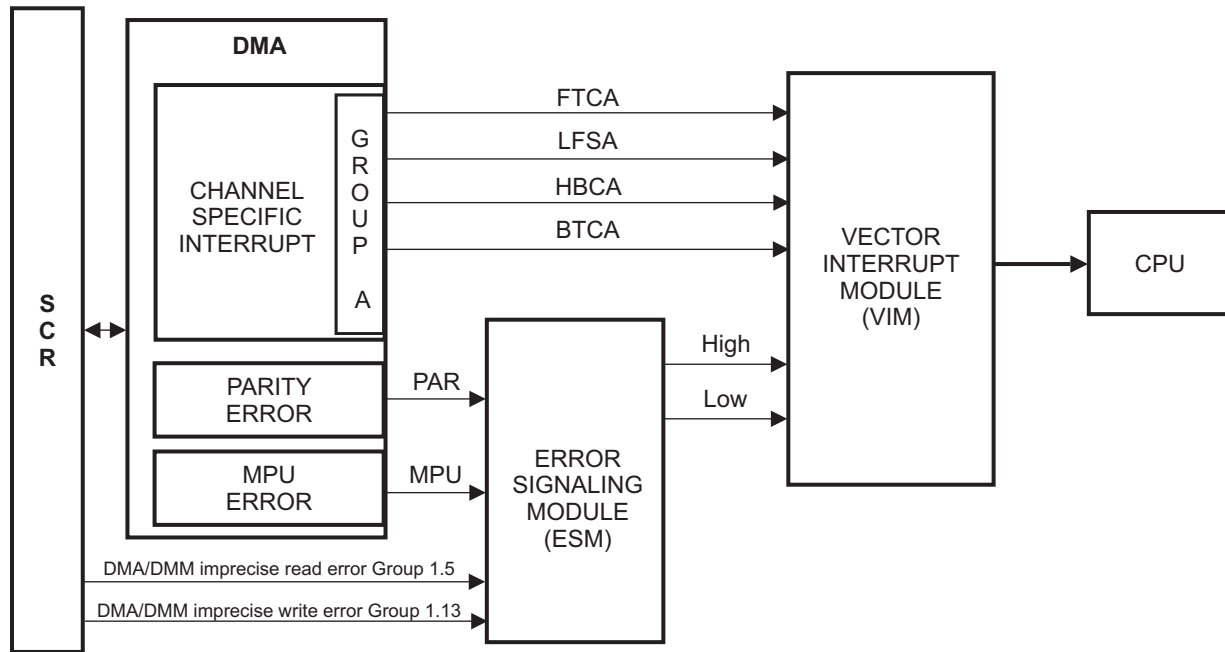 SCR
DMA
CHANNEL
SPECIFIC
INTERRUPT
GROUP A
FTCA
LFSA
HBCA
BTCA
VECTOR
INTERRUPT
MODULE
(VIM)
CPU
PARITY
ERROR
PAR
MPU
ERROR
MPU
ERROR
SIGNALING
MODULE
(ESM)
High
Low
DMA/DMM imprecise read error Group 1.5
DMA/DMM imprecise write error Group 1.13